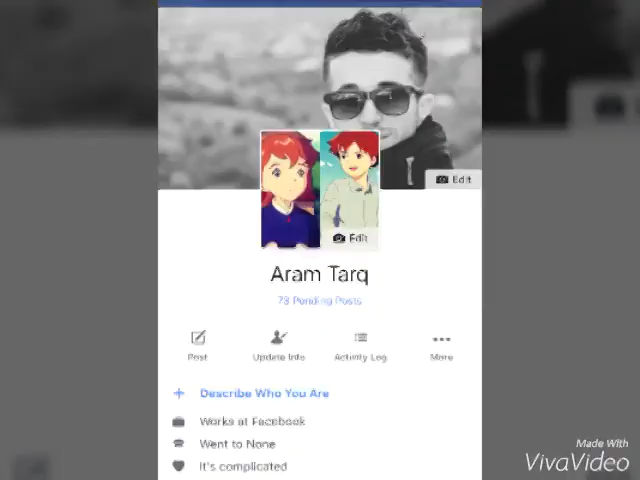 Edit
Edit
Aram Tarq
73 Pending Posts
Post
Update Info
Activity Log
More
Describe Who You Are
Works at Facebook
Went to None
It's complicated
Made With
VivaVideo